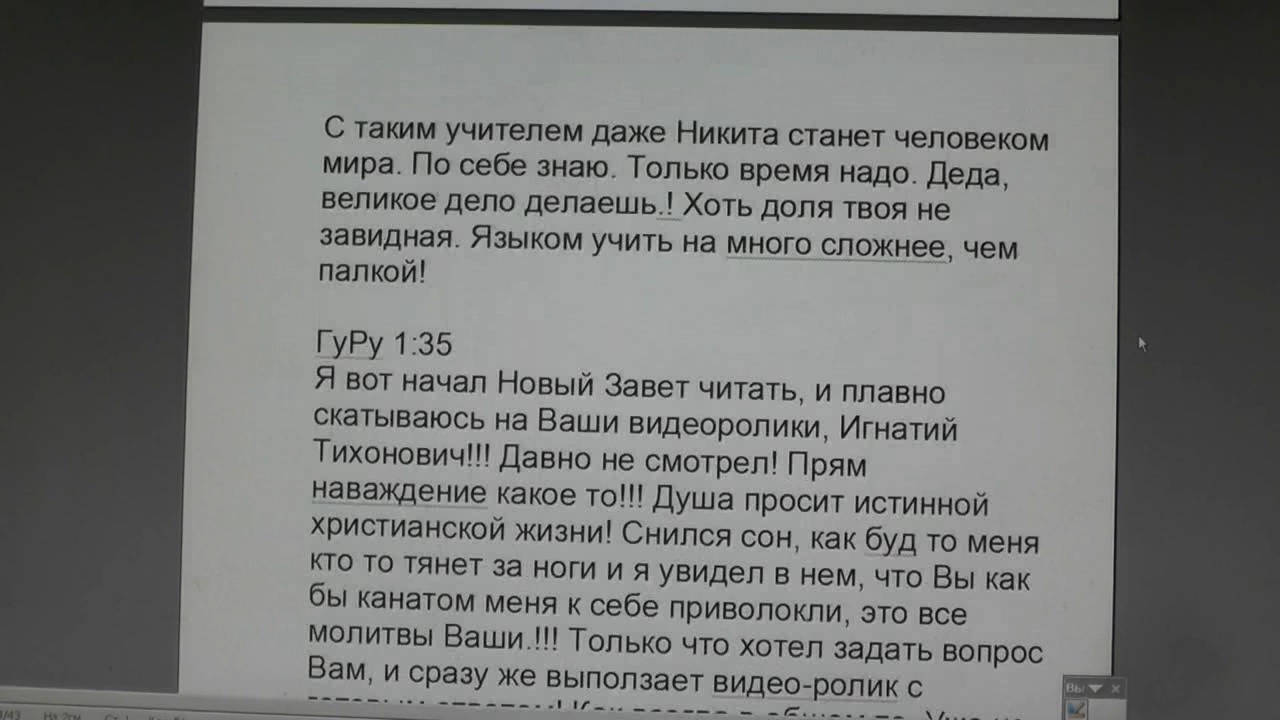 С таким учителем даже Никита станет человеком
мира. По себе знаю. Только время надо. Деда,
великое дело делаешь.! Хоть доля твоя не
завидная. Языком учить на много сложнее, чем
палкой!
ГуРу 1:35
Я вот начал Новый Завет читать, и плавно
скатываюсь на Ваши видеоролики, Игнатий
Тихонович!!! Давно не смотрел! Прям
наваждение какое то!!! Душа просит истинной
христианской жизни! Снился сон, как буд то меня
кто то тянет за ноги и я увидел в нем, что Вы как
бы канатом меня к себе приволокли, это все
молитвы Ваши.!!! Только что хотел задать вопрос
Вам, и сразу же выползает видео-ролик с